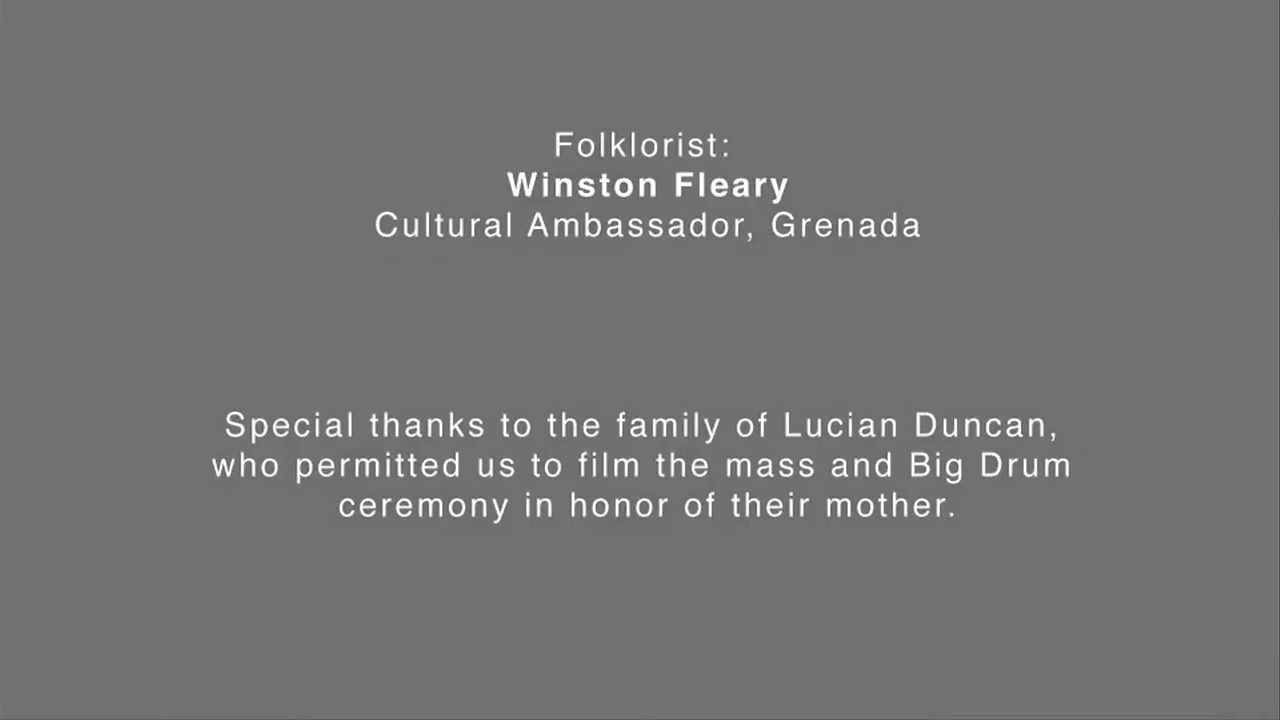 Folklorist:
Winston Fleary
Cultural Ambassador, Grenada
Special thanks to the family of Lucian Duncan,
who permitted us to film the mass and Big Drum
ceremony in honor of their mother.